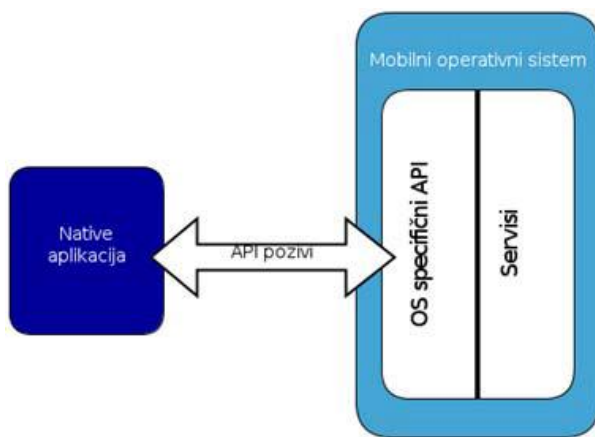 Mobilni operativni sistem
Native
aplikacija
API pozivi
OS specifični API
Servisi